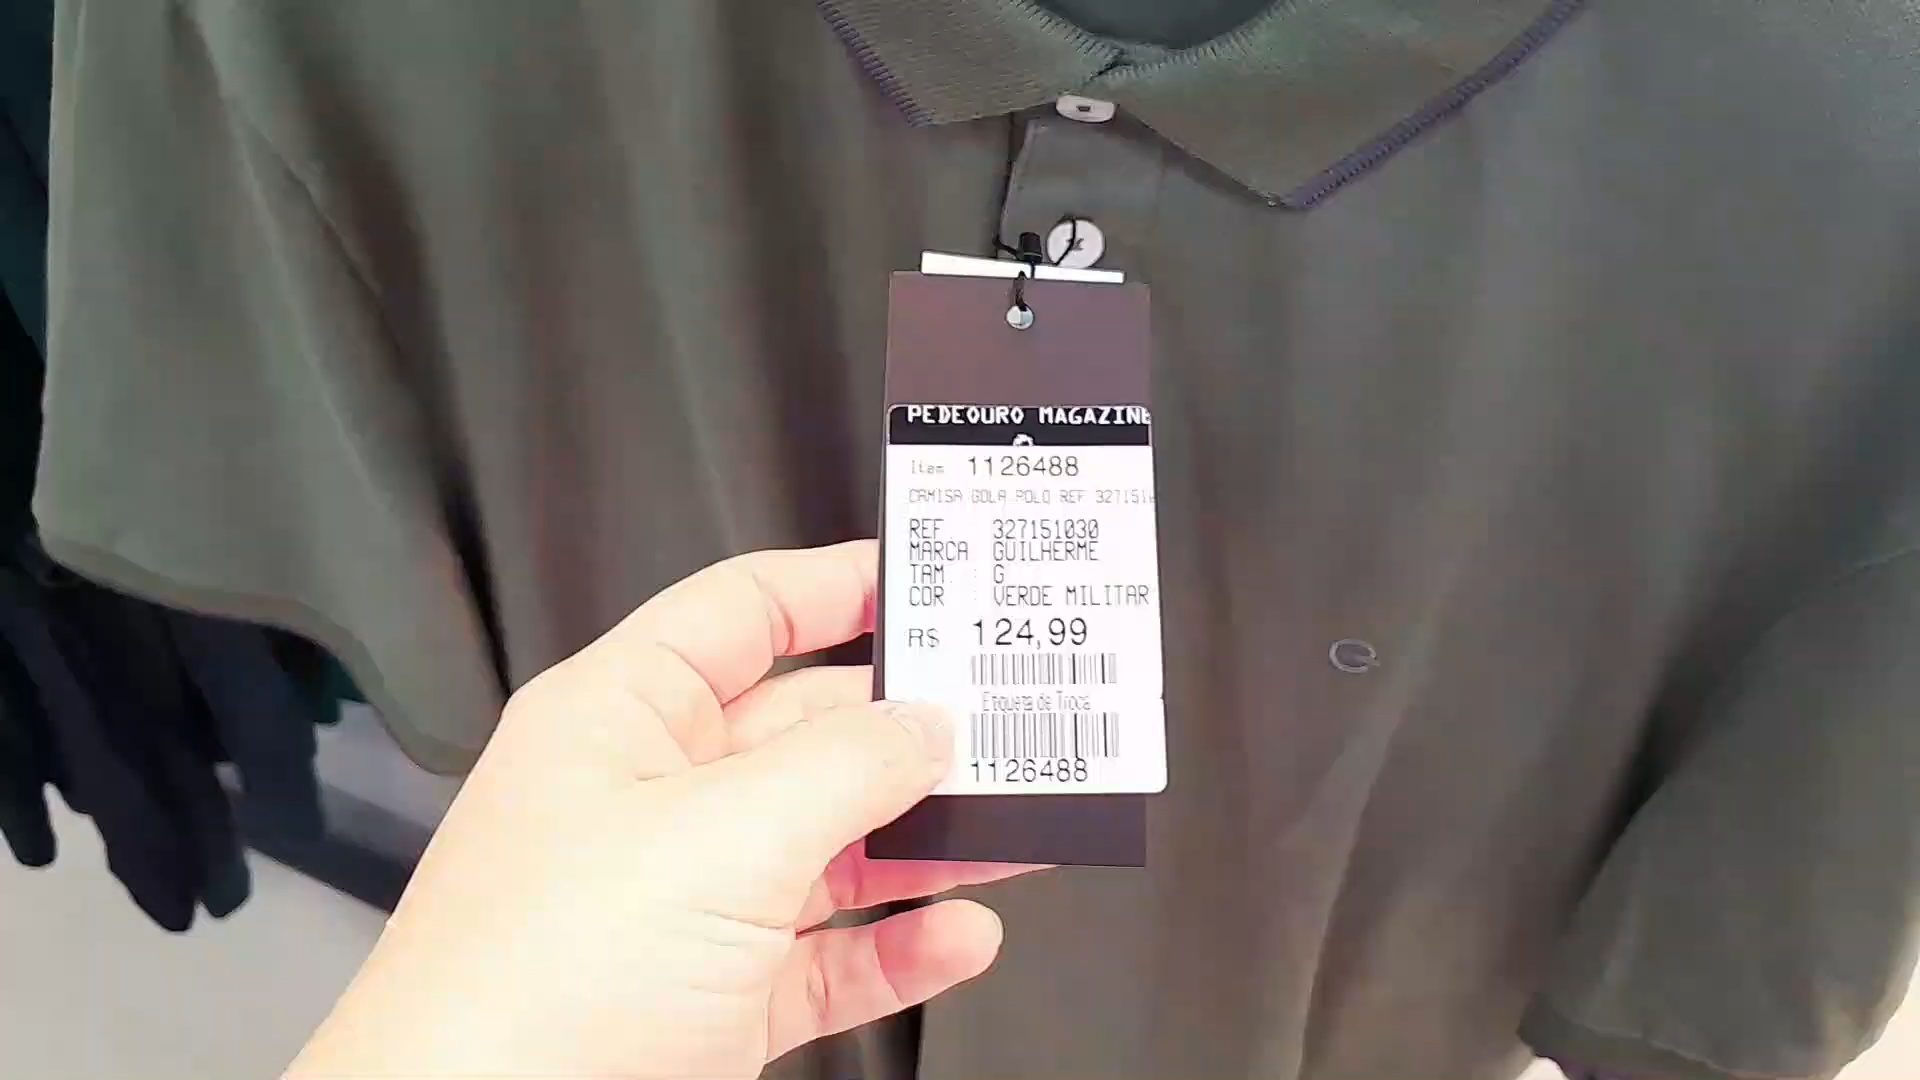 PEDEOURO MAGAZINE
Item 1126488
CAMISA GOLA POLO REF 327151
REF 327151030
MARCA GUILHERME
TAM : G
COR : VERDE MILITAR
R$ 124,99
Etiqueta de Troca
1126488
G